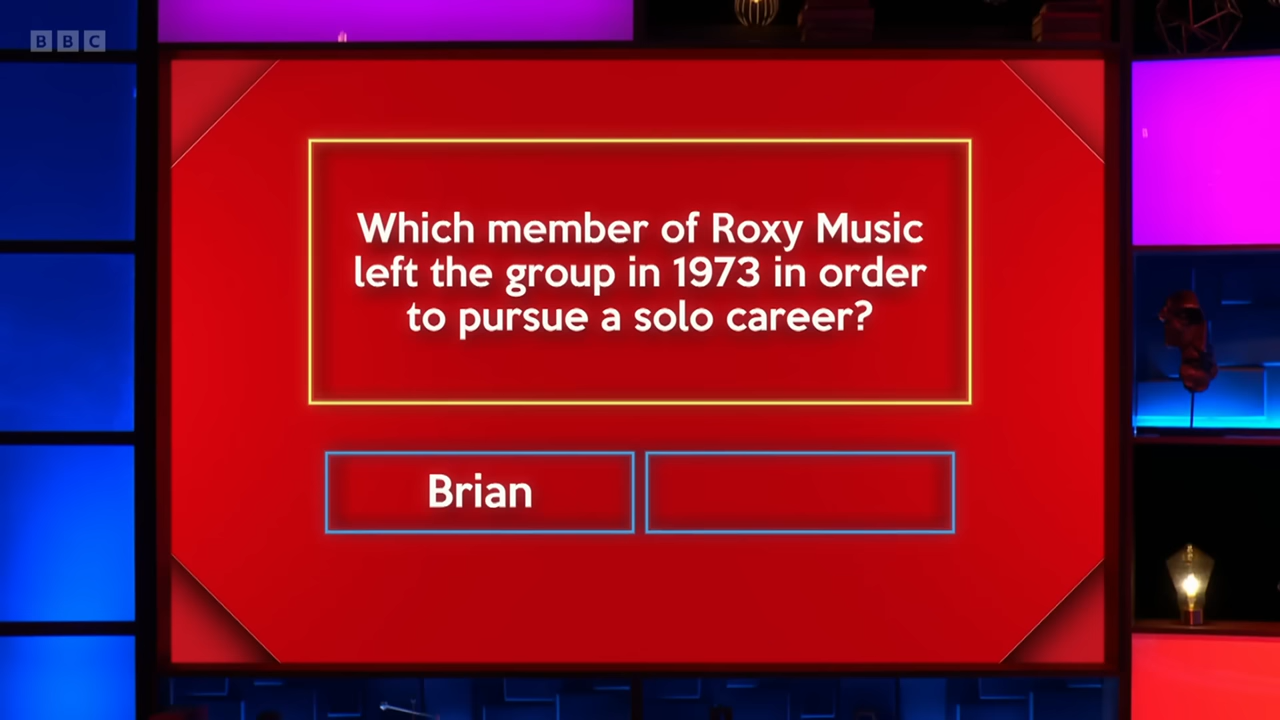 BBC
Which member of Roxy Music
left the group in 1973 in order
to pursue a solo career?
Brian